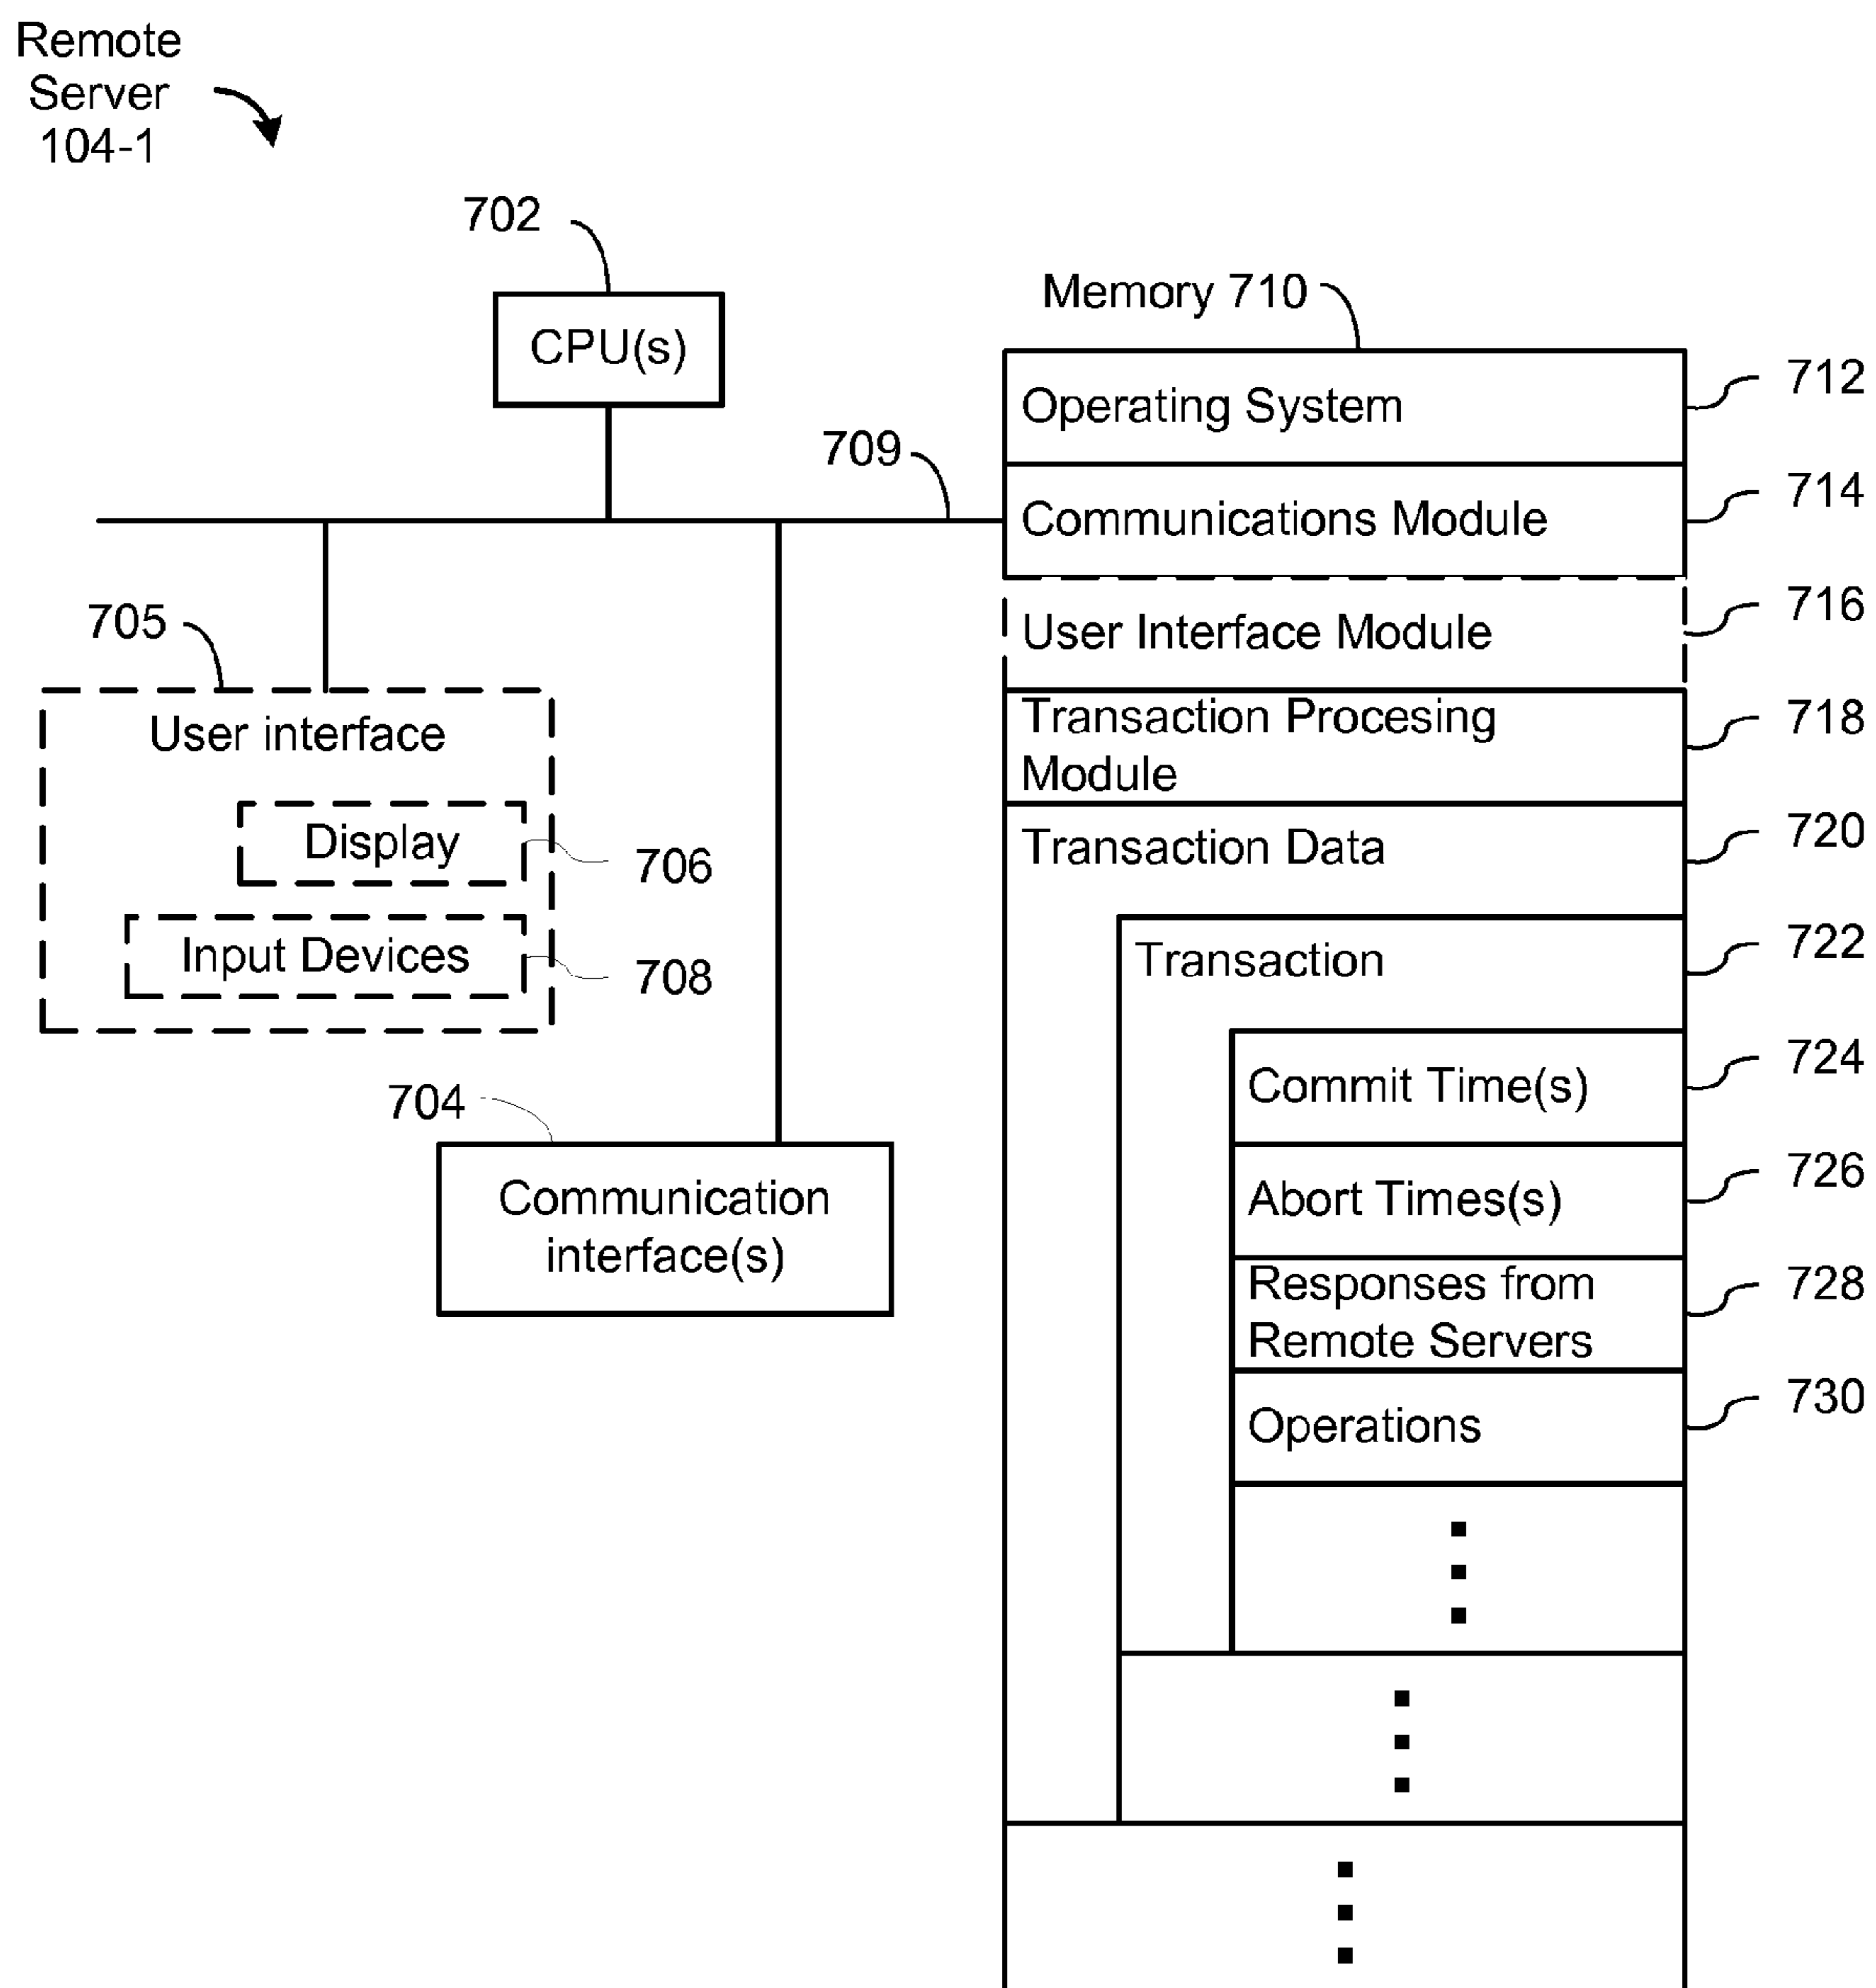 Remote
Server
104-1
702
CPU(s)
709
Memory 710
Operating System
712
Communications Module
714
User Interface Module
716
Transaction Procesing
Module
718
Transaction Data
720
Transaction
722
Commit Time(s)
724
Abort Times(s)
726
Responses from
Remote Servers
728
Operations
730
705
User interface
Display
706
Input Devices
708
704
Communication
interface(s)